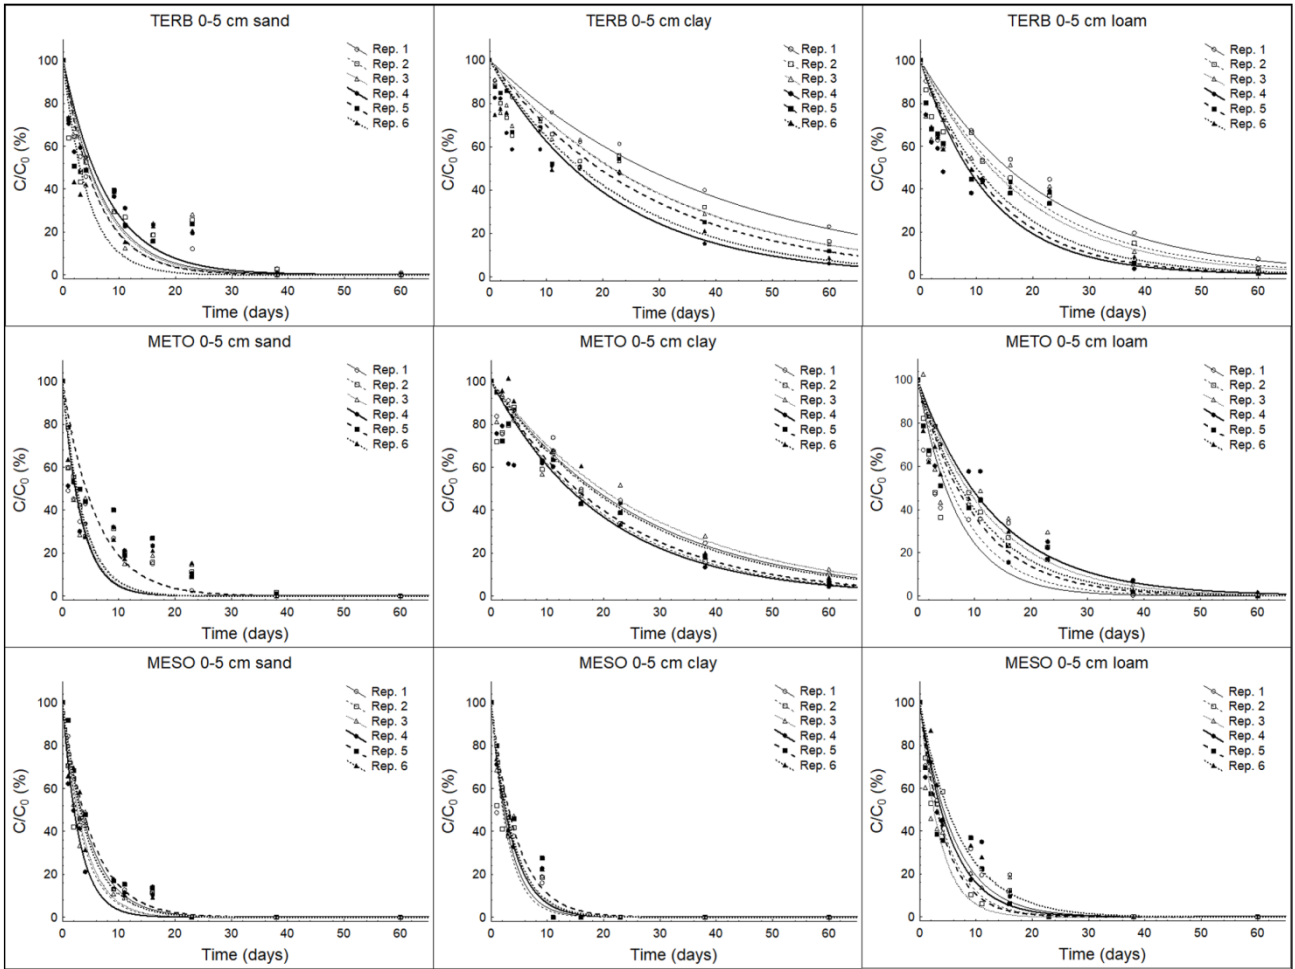 TERB 0-5 cm sand
C/C0 (%)
100
80
60
40
20
0
Rep. 1
Rep. 2
Rep. 3
Rep. 4
Rep. 5
Rep. 6
0 10 20 30 40 50 60
Time (days)
TERB 0-5 cm clay
C/C0 (%)
100
80
60
40
20
0
Rep. 1
Rep. 2
Rep. 3
Rep. 4
Rep. 5
Rep. 6
0 10 20 30 40 50 60
Time (days)
TERB 0-5 cm loam
C/C0 (%)
100
80
60
40
20
0
Rep. 1
Rep. 2
Rep. 3
Rep. 4
Rep. 5
Rep. 6
0 10 20 30 40 50 60
Time (days)
METO 0-5 cm sand
C/C0 (%)
100
80
60
40
20
0
Rep. 1
Rep. 2
Rep. 3
Rep. 4
Rep. 5
Rep. 6
0 10 20 30 40 50 60
Time (days)
METO 0-5 cm clay
C/C0 (%)
100
80
60
40
20
0
Rep. 1
Rep. 2
Rep. 3
Rep. 4
Rep. 5
Rep. 6
0 10 20 30 40 50 60
Time (days)
METO 0-5 cm loam
C/C0 (%)
100
80
60
40
20
0
Rep. 1
Rep. 2
Rep. 3
Rep. 4
Rep. 5
Rep. 6
0 10 20 30 40 50 60
Time (days)
MESO 0-5 cm sand
C/C0 (%)
100
80
60
40
20
0
Rep. 1
Rep. 2
Rep. 3
Rep. 4
Rep. 5
Rep. 6
0 10 20 30 40 50 60
Time (days)
MESO 0-5 cm clay
C/C0 (%)
100
80
60
40
20
0
Rep. 1
Rep. 2
Rep. 3
Rep. 4
Rep. 5
Rep. 6
0 10 20 30 40 50 60
Time (days)
MESO 0-5 cm loam
C/C0 (%)
100
80
60
40
20
0
Rep. 1
Rep. 2
Rep. 3
Rep. 4
Rep. 5
Rep. 6
0 10 20 30 40 50 60
Time (days)